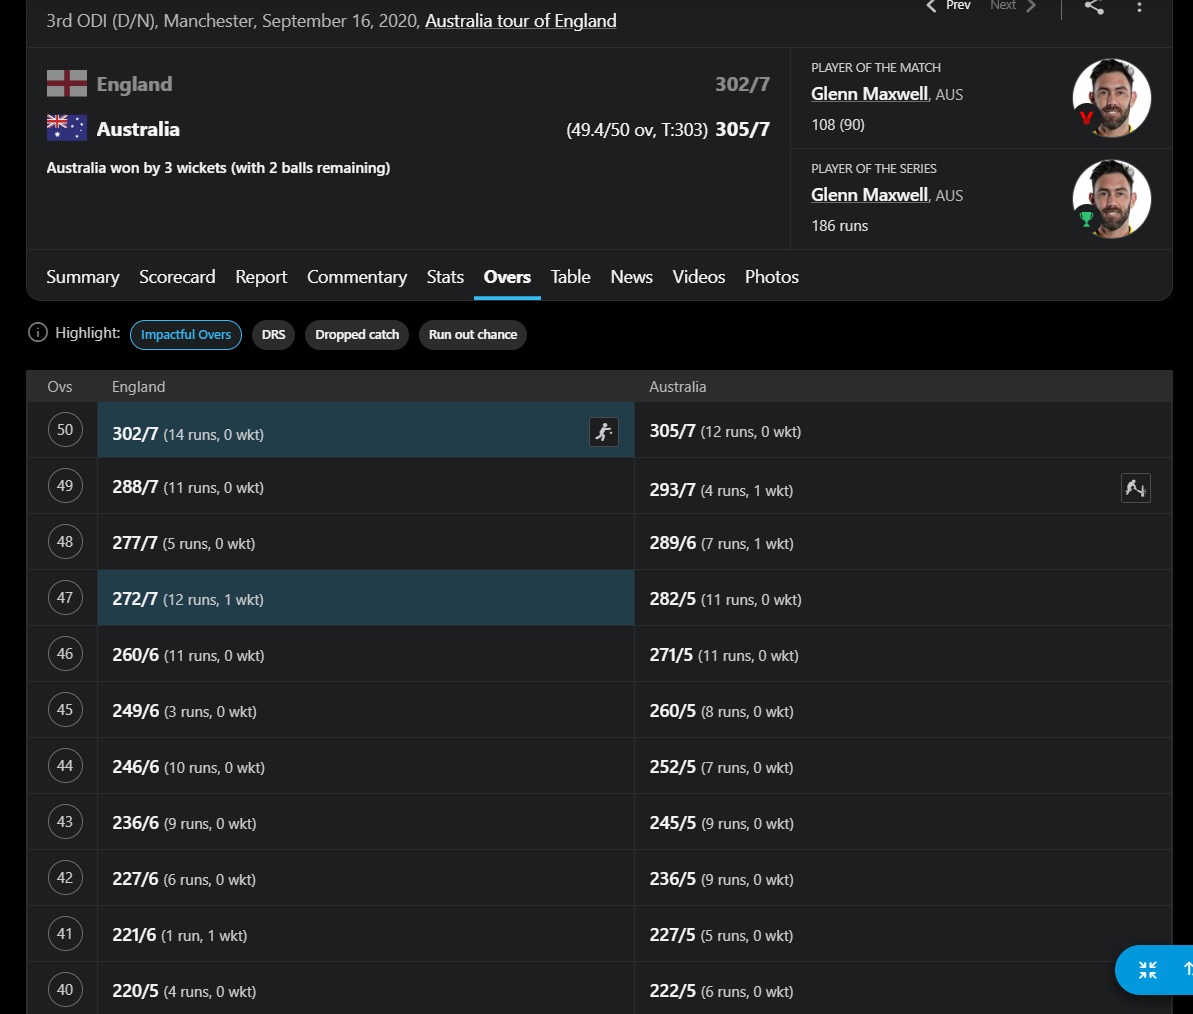 3rd ODI (D/N), Manchester, September 16, 2020, Australia tour of England
Prev Next
England 302/7
Australia (49.4/50 ov, T:303) 305/7
Australia won by 3 wickets (with 2 balls remaining)
PLAYER OF THE MATCH
Glenn Maxwell, AUS
108 (90)
PLAYER OF THE SERIES
Glenn Maxwell, AUS
186 runs
Summary Scorecard Report Commentary Stats Overs Table News Videos Photos
Highlight: Impactful Overs DRS Dropped catch Run out chance
Ovs England Australia
50 302/7 (14 runs, 0 wkt) 305/7 (12 runs, 0 wkt)
49 288/7 (11 runs, 0 wkt) 293/7 (4 runs, 1 wkt)
48 277/7 (5 runs, 0 wkt) 289/6 (7 runs, 1 wkt)
47 272/7 (12 runs, 1 wkt) 282/5 (11 runs, 0 wkt)
46 260/6 (11 runs, 0 wkt) 271/5 (11 runs, 0 wkt)
45 249/6 (3 runs, 0 wkt) 260/5 (8 runs, 0 wkt)
44 246/6 (10 runs, 0 wkt) 252/5 (7 runs, 0 wkt)
43 236/6 (9 runs, 0 wkt) 245/5 (9 runs, 0 wkt)
42 227/6 (6 runs, 0 wkt) 236/5 (9 runs, 0 wkt)
41 221/6 (1 run, 1 wkt) 227/5 (5 runs, 0 wkt)
40 220/5 (4 runs, 0 wkt) 222/5 (6 runs, 0 wkt)